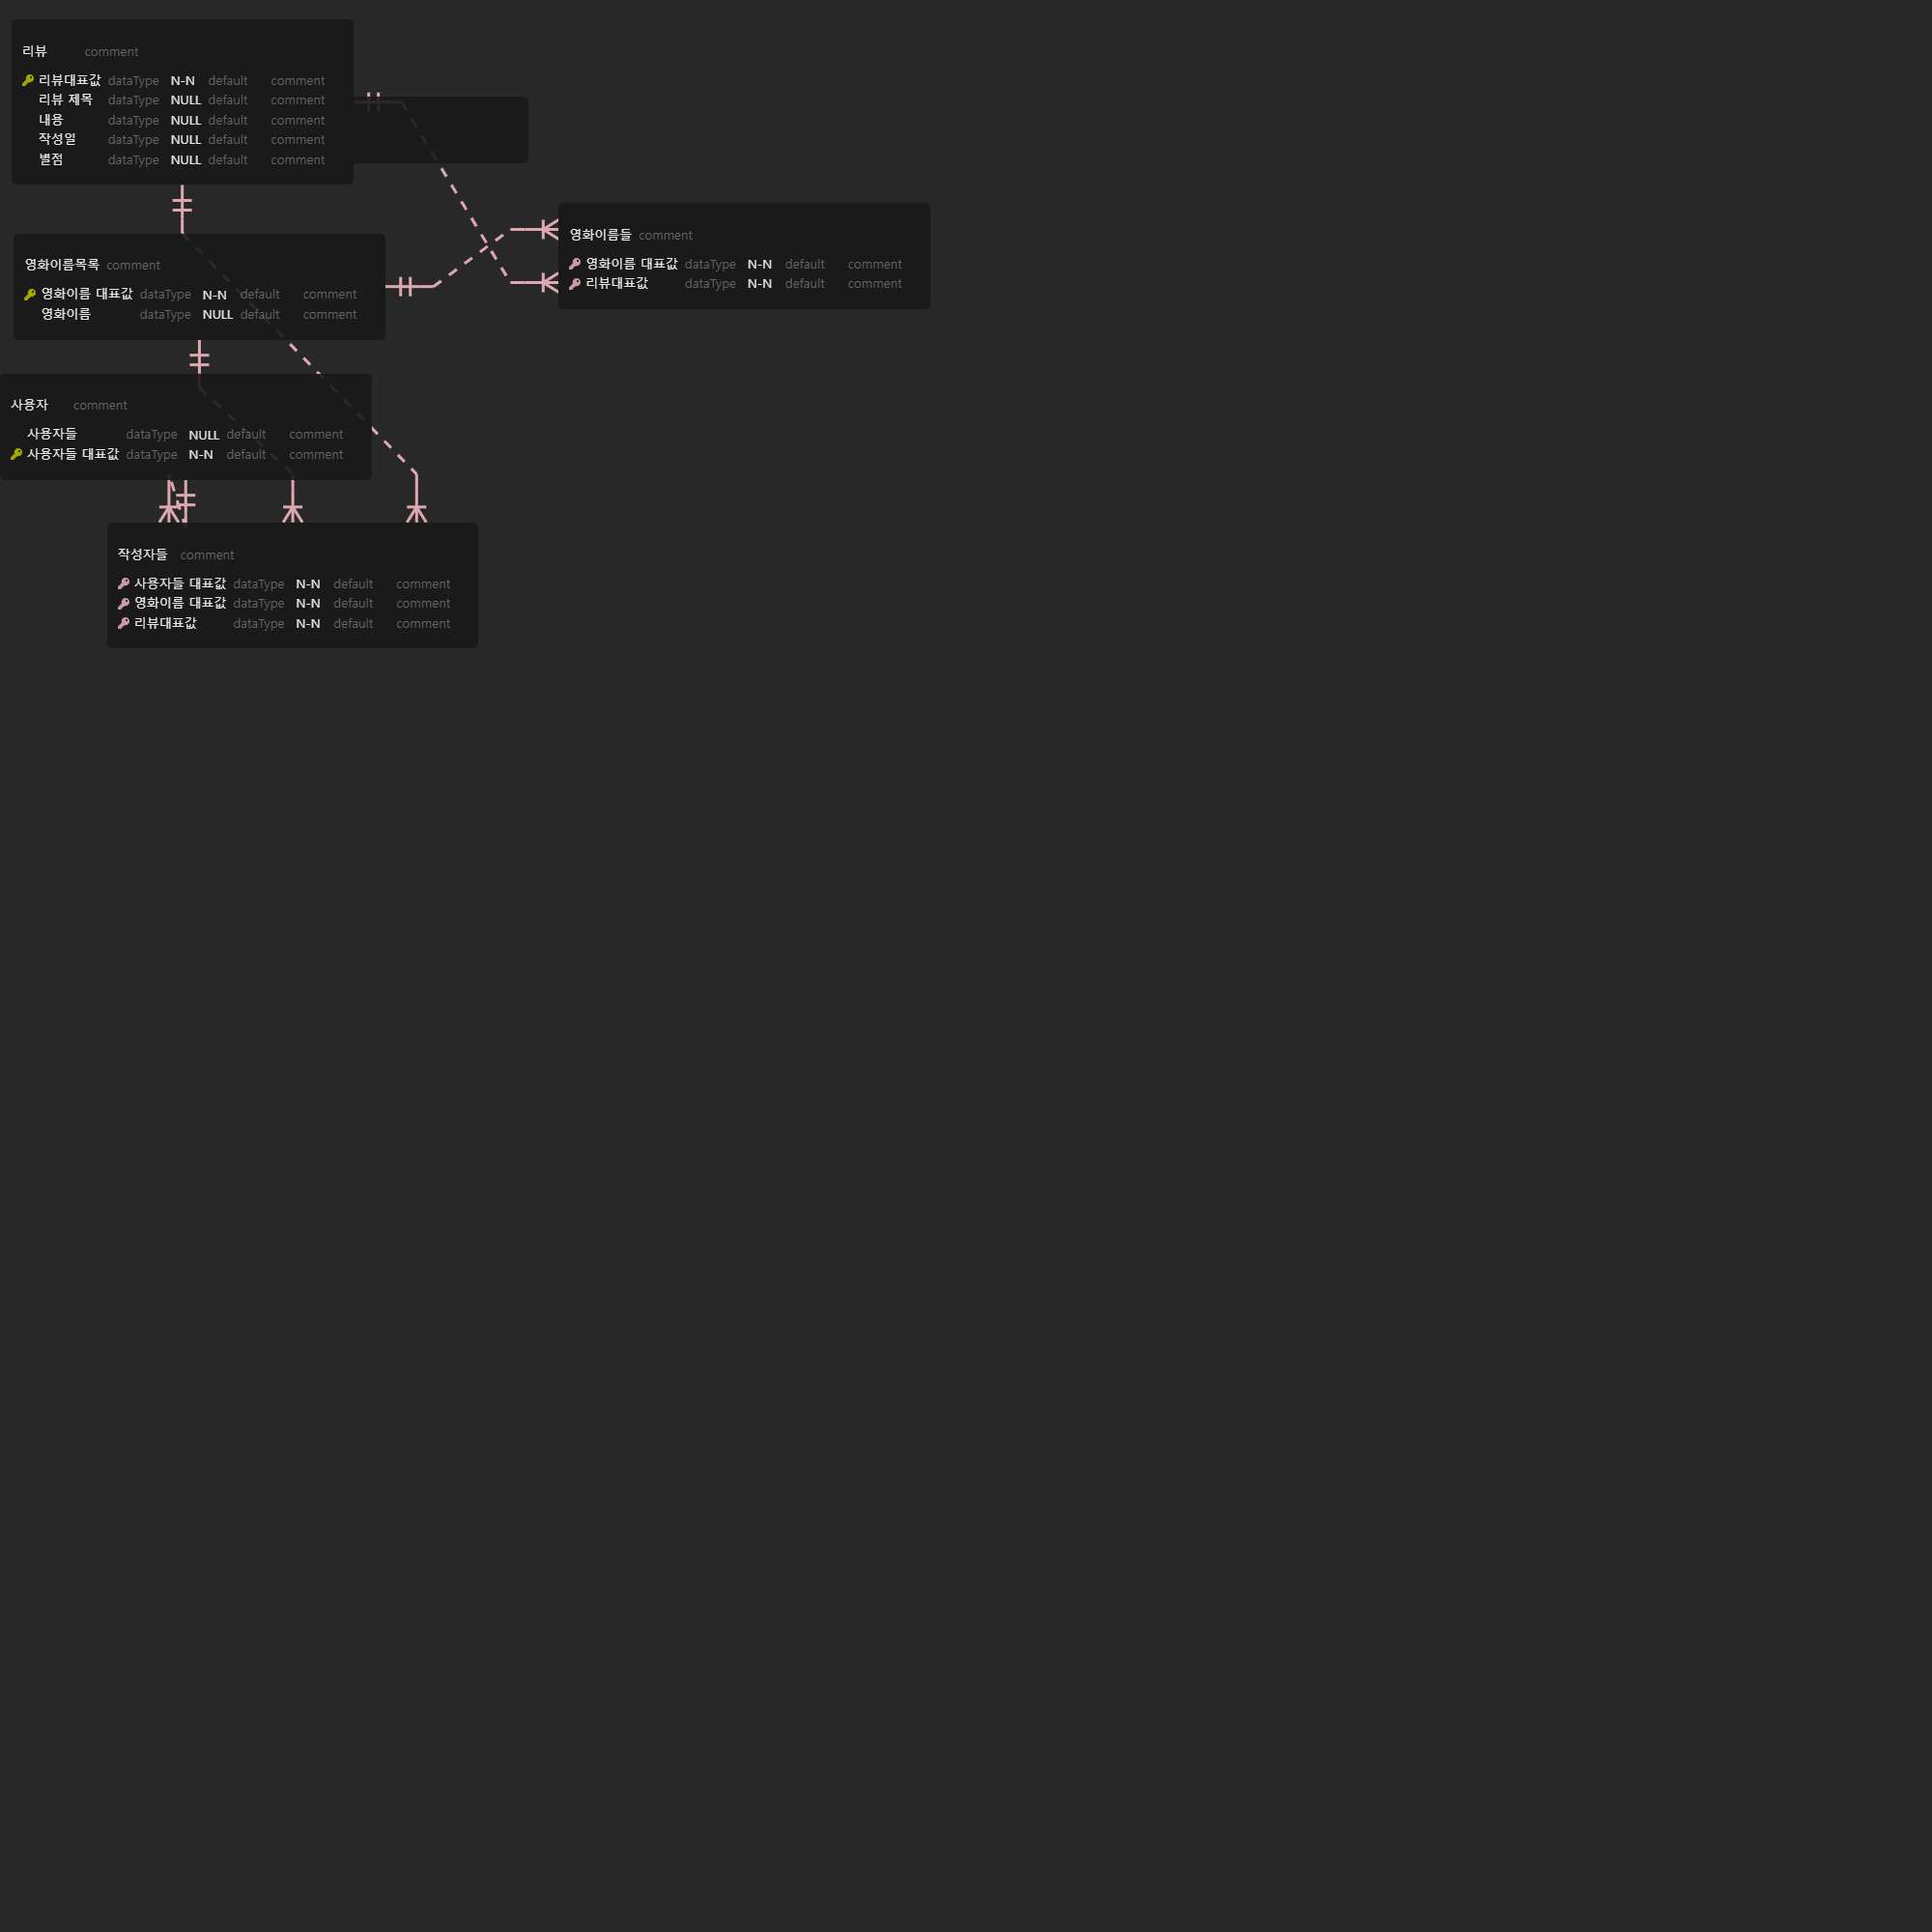 리뷰 comment
리뷰대표값 dataType N-N default comment
리뷰 제목 dataType NULL default comment
내용 dataType NULL default comment
작성일 dataType NULL default comment
별점 dataType NULL default comment
영화이름들 comment
영화이름 대표값 dataType N-N default comment
리뷰대표값 dataType N-N default comment
영화이름목록 comment
영화이름 대표값 dataType N-N default comment
영화이름 dataType NULL default comment
사용자 comment
사용자들 dataType NULL default comment
사용자들 대표값 dataType N-N default comment
작성자들 comment
사용자들 대표값 dataType N-N default comment
영화이름 대표값 dataType N-N default comment
리뷰대표값 dataType N-N default comment